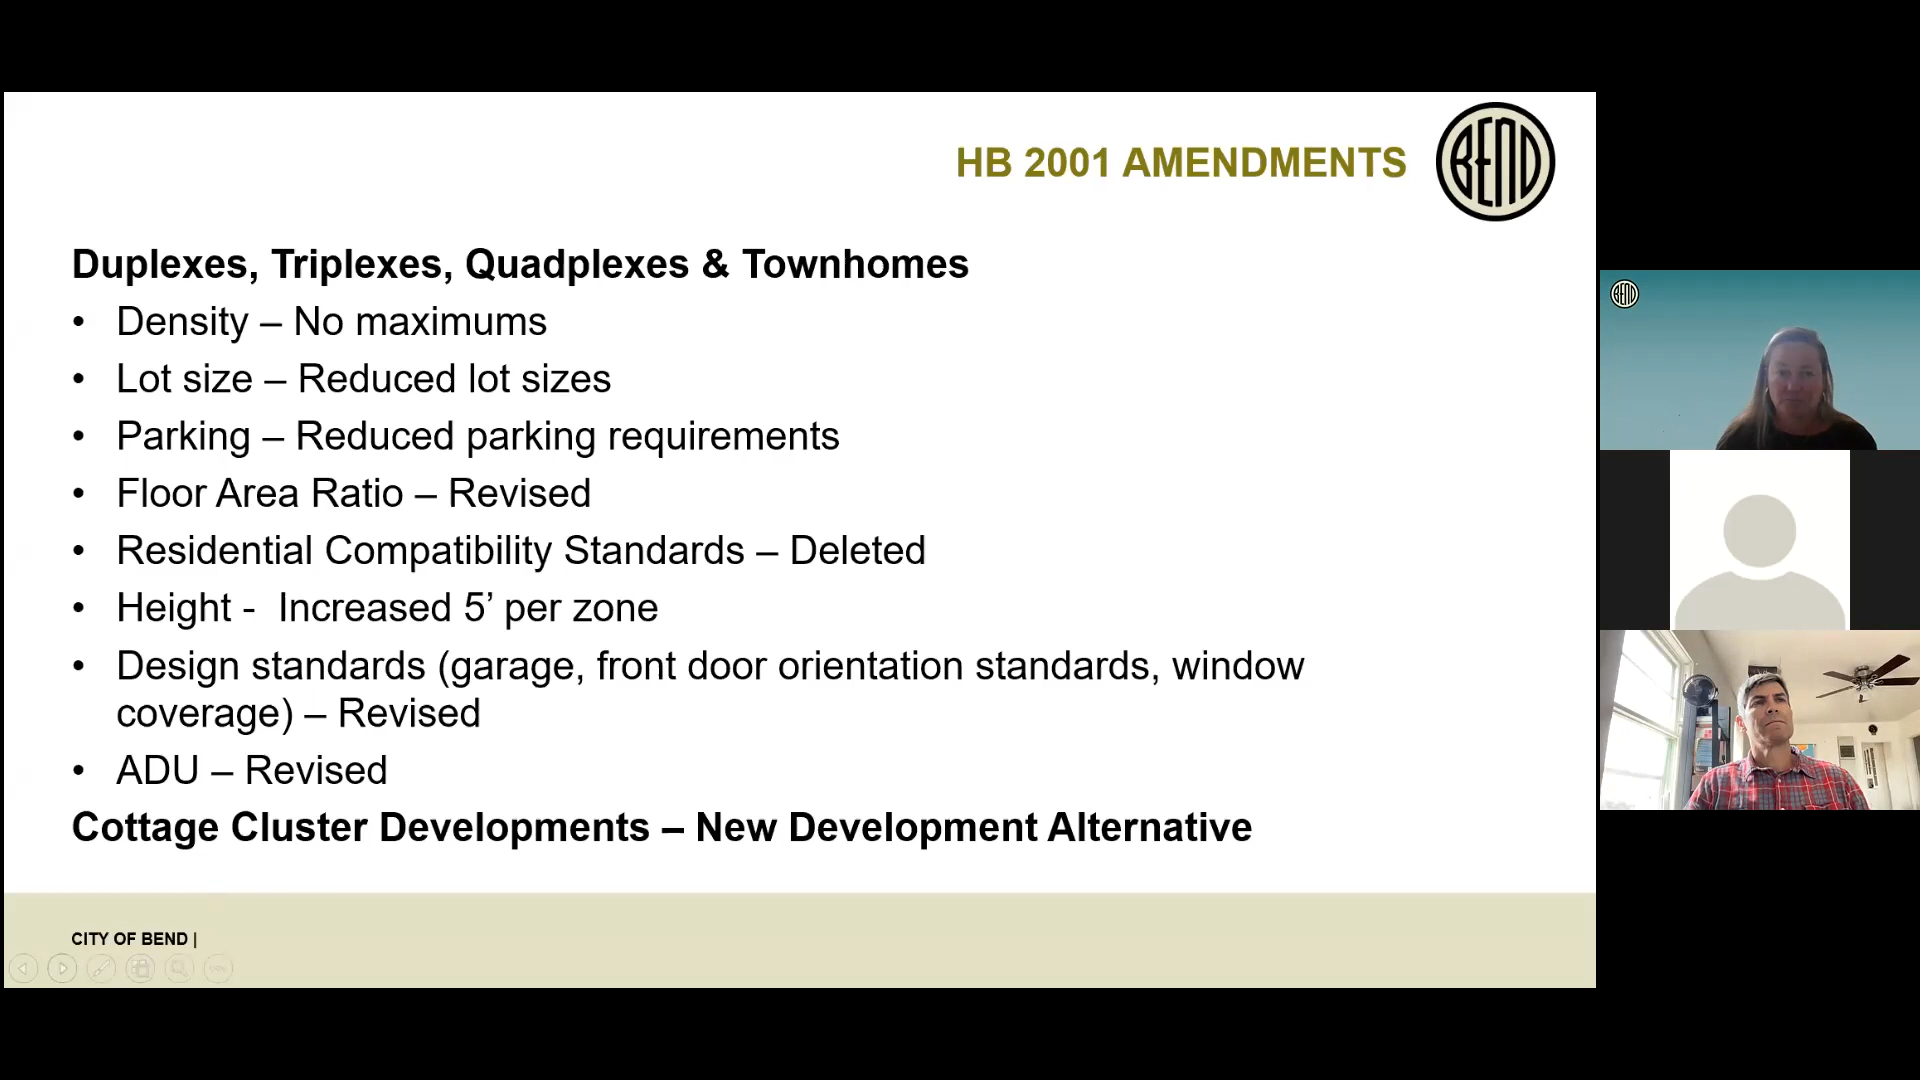 HB 2001 AMENDMENTS
BEND
Duplexes, Triplexes, Quadplexes & Townhomes
• Density – No maximums
• Lot size – Reduced lot sizes
• Parking – Reduced parking requirements
• Floor Area Ratio – Revised
• Residential Compatibility Standards – Deleted
• Height -  Increased 5’ per zone
• Design standards (garage, front door orientation standards, window
coverage) – Revised
• ADU – Revised
Cottage Cluster Developments – New Development Alternative
CITY OF BEND |
BEND